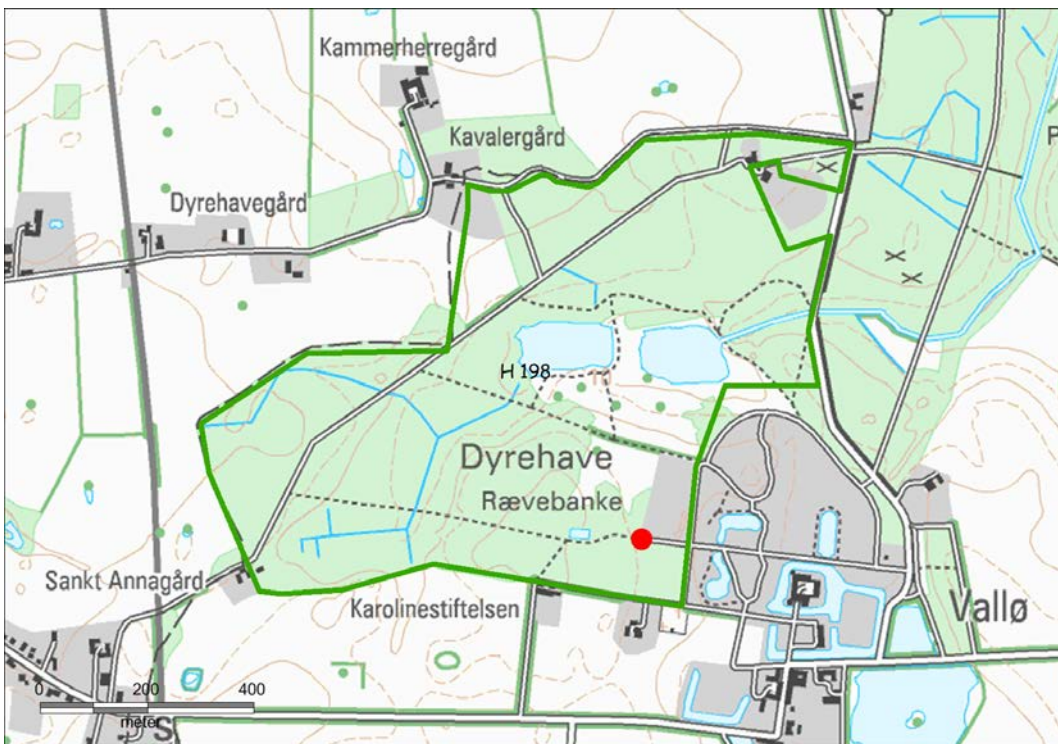 Kammerherregård
Kavalergård
P
Dyrehavegård
H 198
Dyrehave
Rævebanke
Sankt Annagård
Karolinestiftelsen
Vallø
0 200 400
meter
S